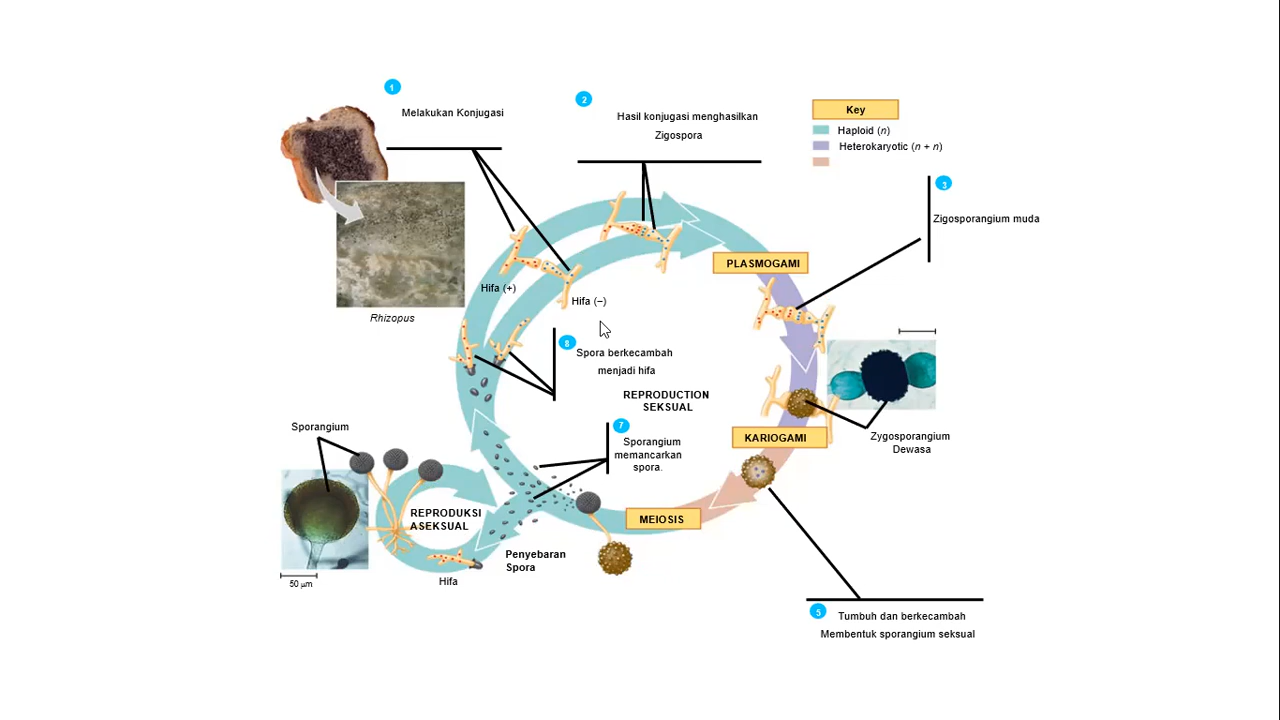 1
Melakukan Konjugasi
2
Hasil konjugasi menghasilkan
Zigospora
Key
Haploid (n)
Heterokaryotic (n + n)
3
Zigosporangium muda
PLASMOGAMI
Hifa (+)
Hifa (–)
Rhizopus
8
Spora berkecambah
menjadi hifa
REPRODUCTION
SEKSUAL
7
Sporangium
memancarkan
spora.
KARIOGAMI
Zygosporangium
Dewasa
Sporangium
REPRODUKSI
ASEKSUAL
MEIOSIS
Penyebaran
Spora
Hifa
50 µm
5
Tumbuh dan berkecambah
Membentuk sporangium seksual